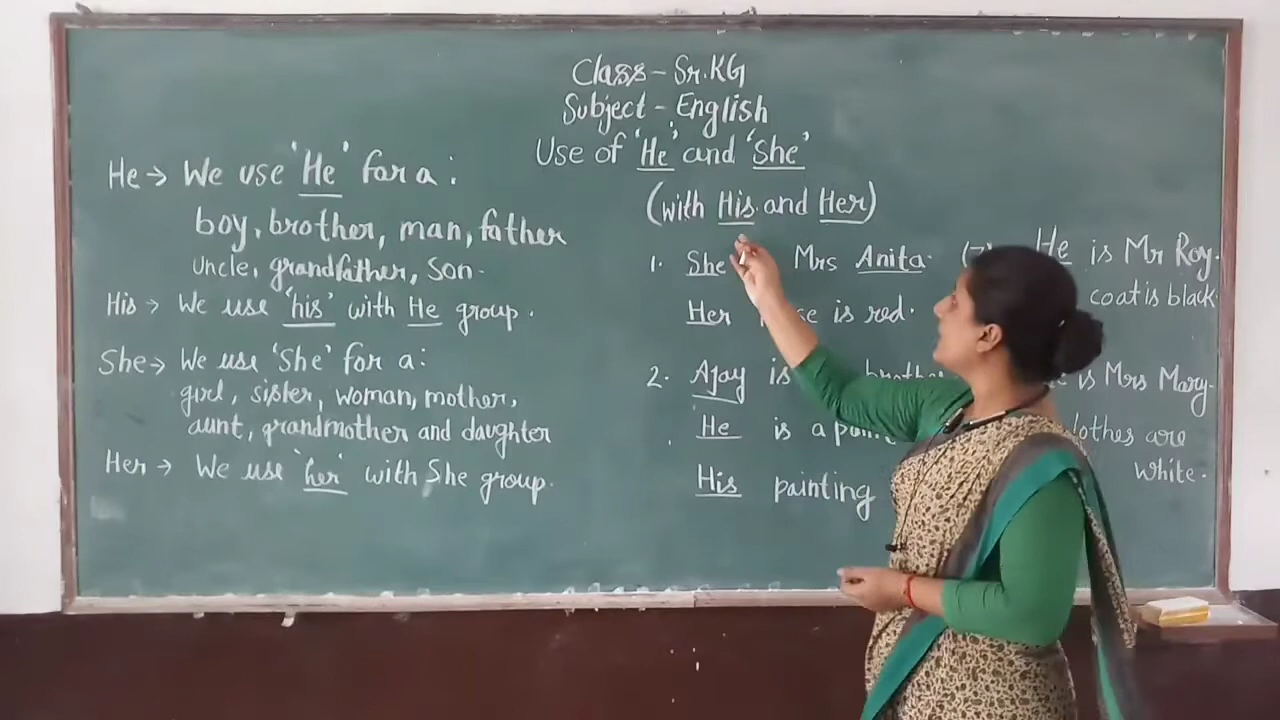 Class - Sr.KG
Subject - English
Use of 'He' and 'She'
(with His and Her)
He → We use 'He' for a :
boy, brother, man, father
Uncle, grandfather, son.
His → We use 'his' with He group.
She → We use 'She' for a:
girl, sister, woman, mother,
aunt, grandmother and daughter
Her → We use 'her' with She group.
1. She Mrs Anita.
Her is red.
2. Ajay is
He is a
His painting
He is Mr Roy.
coat is black.
is Mrs Mary.
are
white.